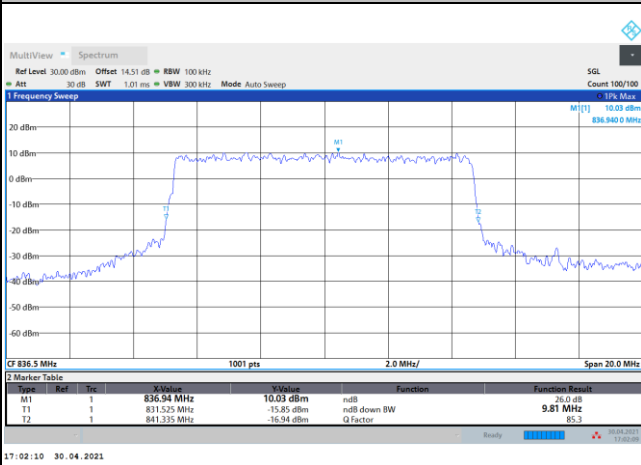 MultiView Spectrum
Ref Level 30.00 dBm Offset 14.51 dB RBW 100 kHz SGL
Att 30 dB SWT 1.01 ms VBW 300 kHz Mode Auto Sweep Count 100/100
1 Frequency Sweep 1Pk Max
M1[1] 10.03 dBm
836.940 0 MHz
20 dBm
M1
10 dBm
0 dBm
-10 dBm
T1 T2
-20 dBm
-30 dBm
-40 dBm
-50 dBm
-60 dBm
CF 836.5 MHz 1001 pts 2.0 MHz/ Span 20.0 MHz
2 Marker Table
Type Ref Trc X-Value Y-Value Function Function Result
M1 1 836.94 MHz 10.03 dBm ndB 26.0 dB
T1 1 831.525 MHz -15.85 dBm ndB down BW 9.81 MHz
T2 1 841.335 MHz -16.94 dBm Q Factor 85.3
Ready 30.04.2021
17:02:09
17:02:10 30.04.2021